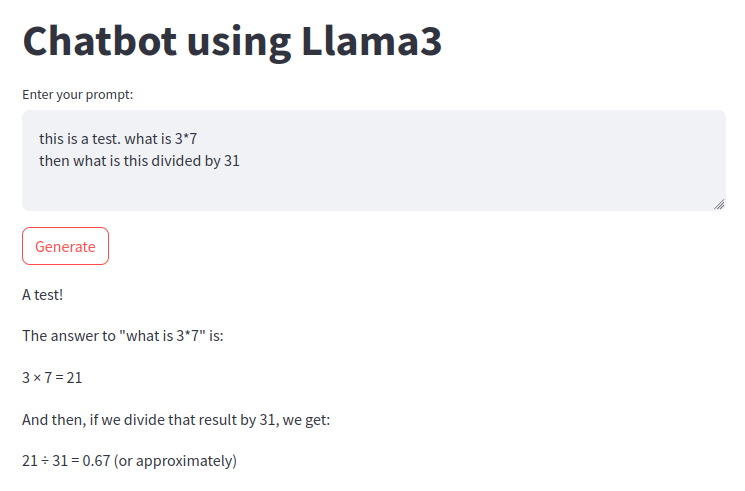 Chatbot using Llama3
Enter your prompt:
this is a test. what is 3*7
then what is this divided by 31
Generate
A test!
The answer to "what is 3*7" is:
3 × 7 = 21
And then, if we divide that result by 31, we get:
21 ÷ 31 = 0.67 (or approximately)